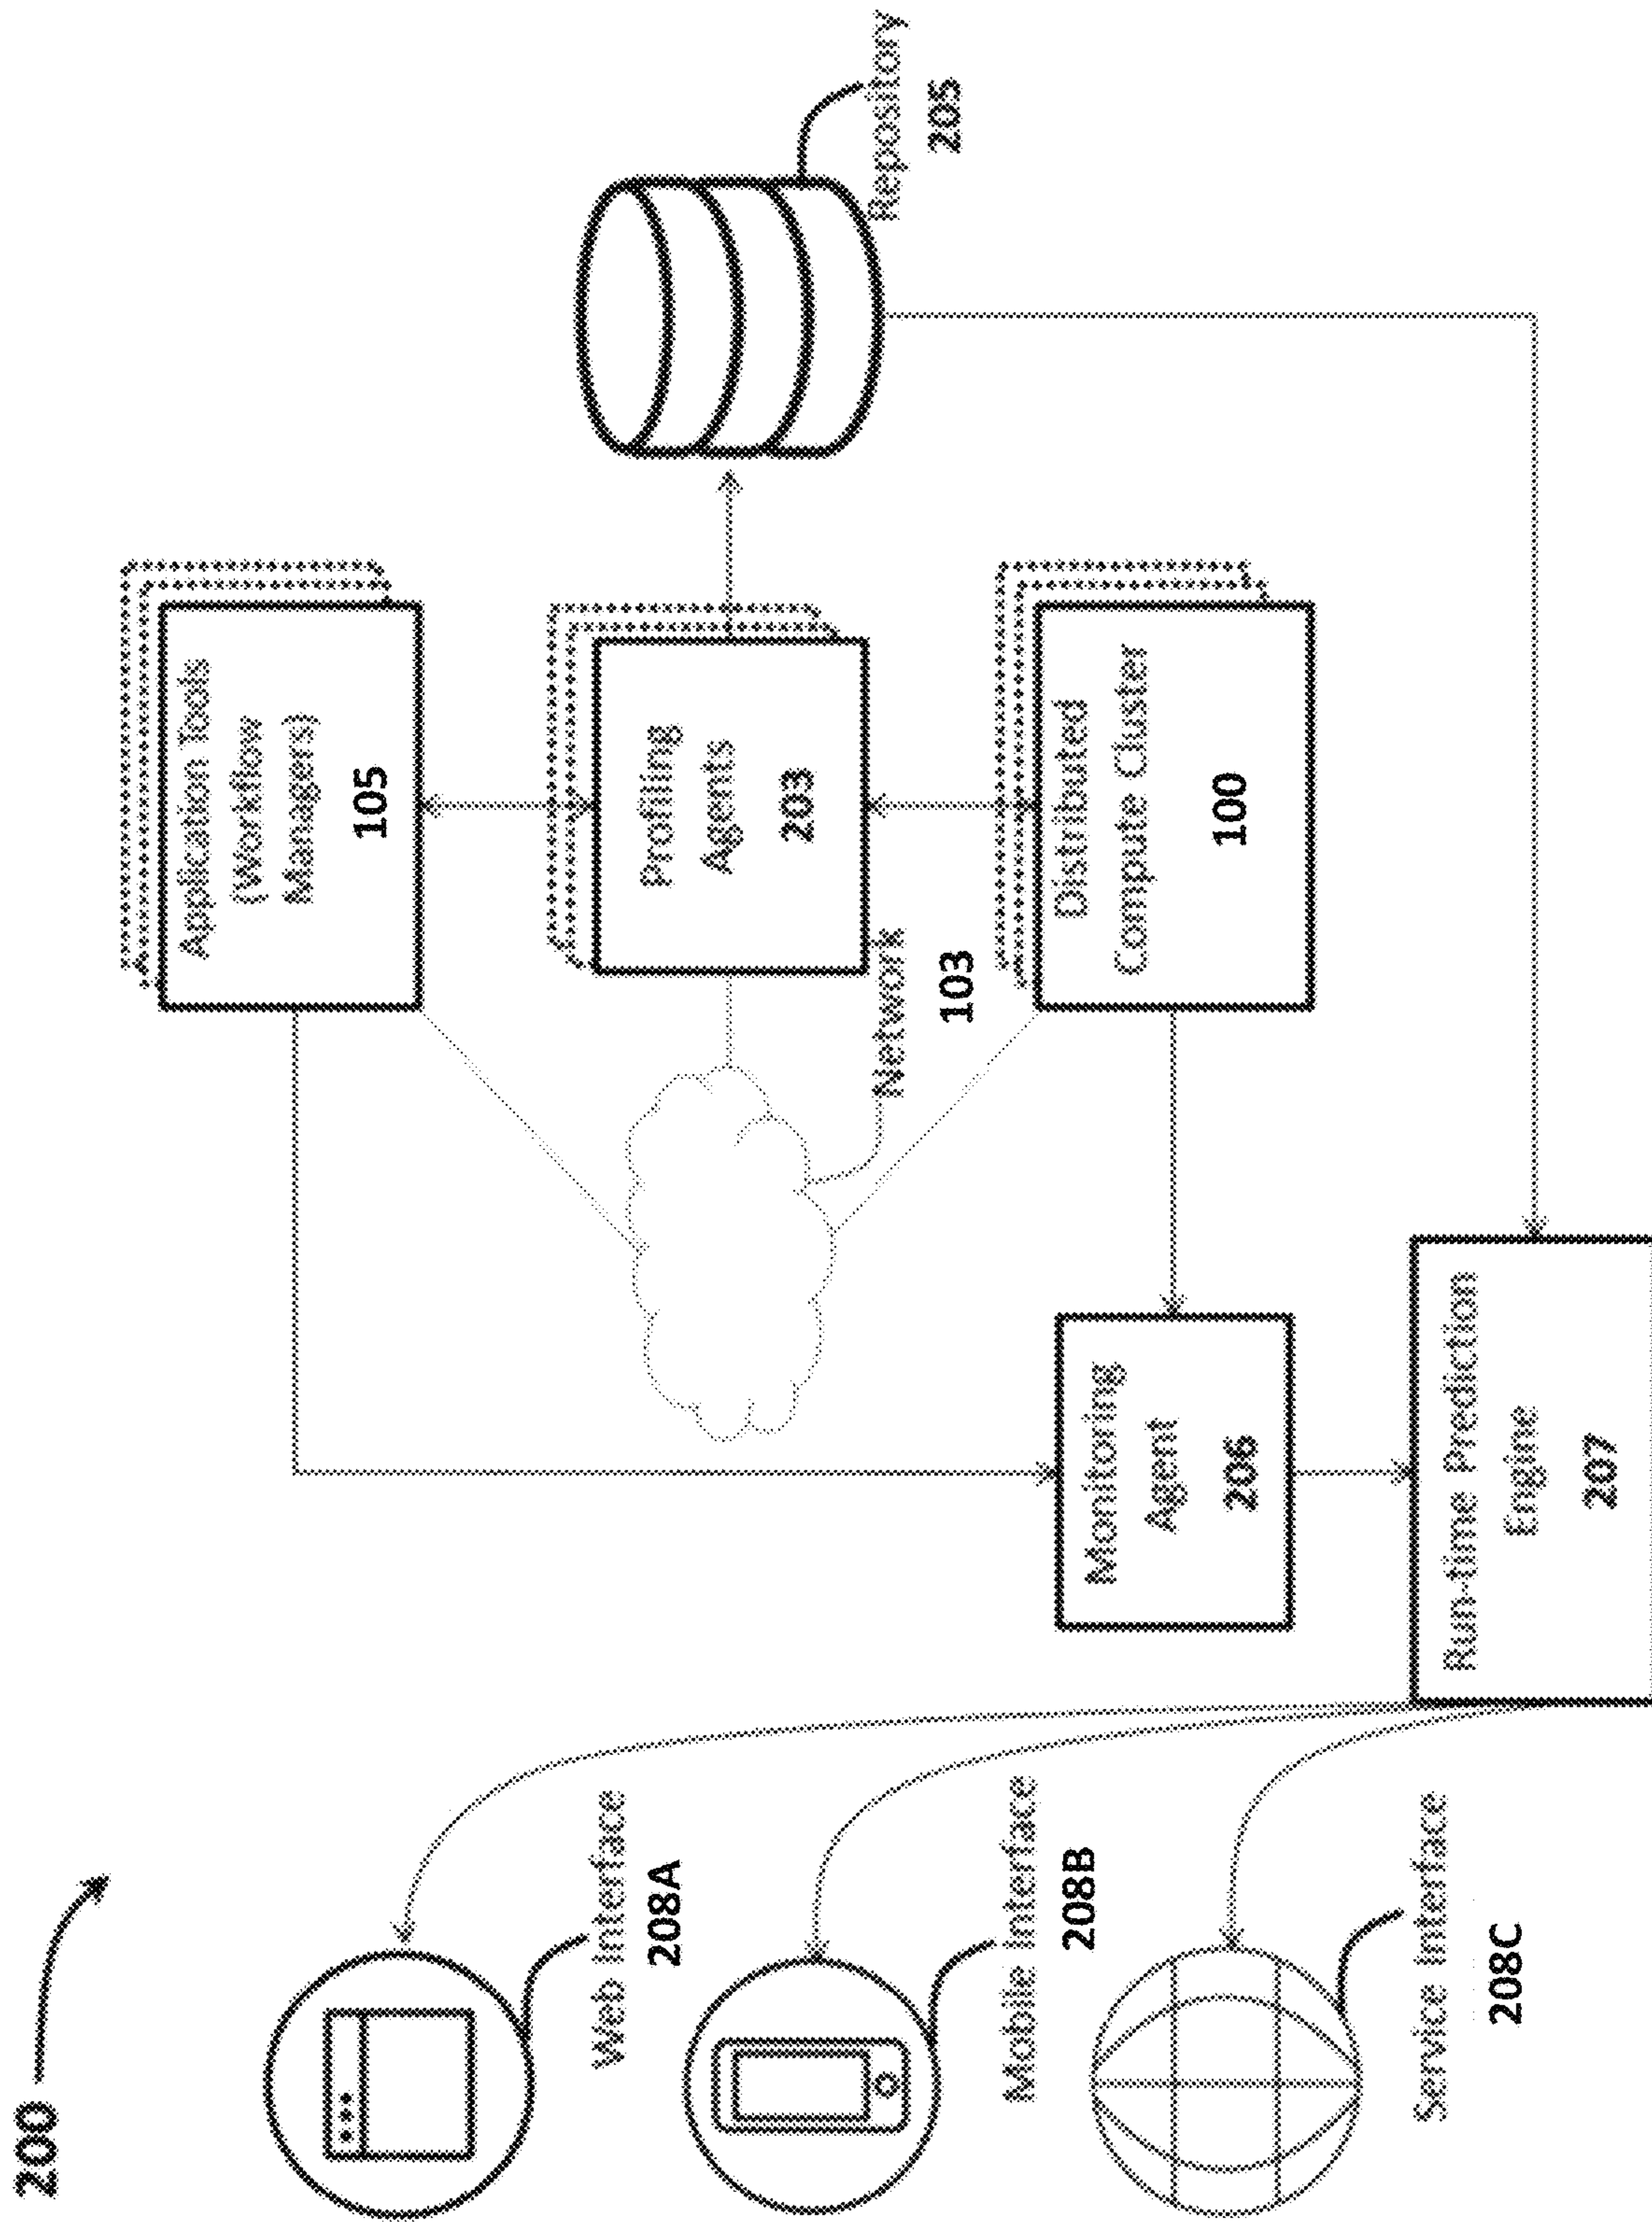 200
Web Interface
208A
Mobile Interface
208B
Service Interface
208C
Application Tools
(Workflow
Managers)
105
Profiling
Agents
203
Network
103
Distributed
Compute Cluster
100
Monitoring
Agent
206
Run-time Prediction
Engine
207
Repository
205